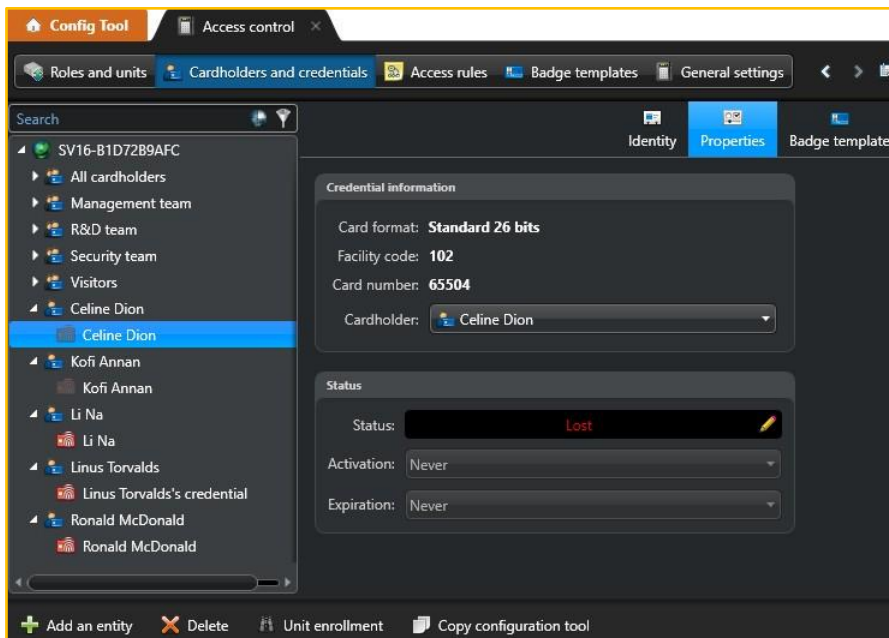 Config Tool
Access control
Roles and units
Cardholders and credentials
Access rules
Badge templates
General settings
Search
Identity
Properties
Badge template
SV16-B1D72B9AFC
All cardholders
Management team
R&D team
Security team
Visitors
Celine Dion
Celine Dion
Kofi Annan
Kofi Annan
Li Na
Li Na
Linus Torvalds
Linus Torvalds's credential
Ronald McDonald
Ronald McDonald
Credential information
Card format: Standard 26 bits
Facility code: 102
Card number: 65504
Cardholder: Celine Dion
Status
Status: Lost
Activation: Never
Expiration: Never
Add an entity
Delete
Unit enrollment
Copy configuration tool